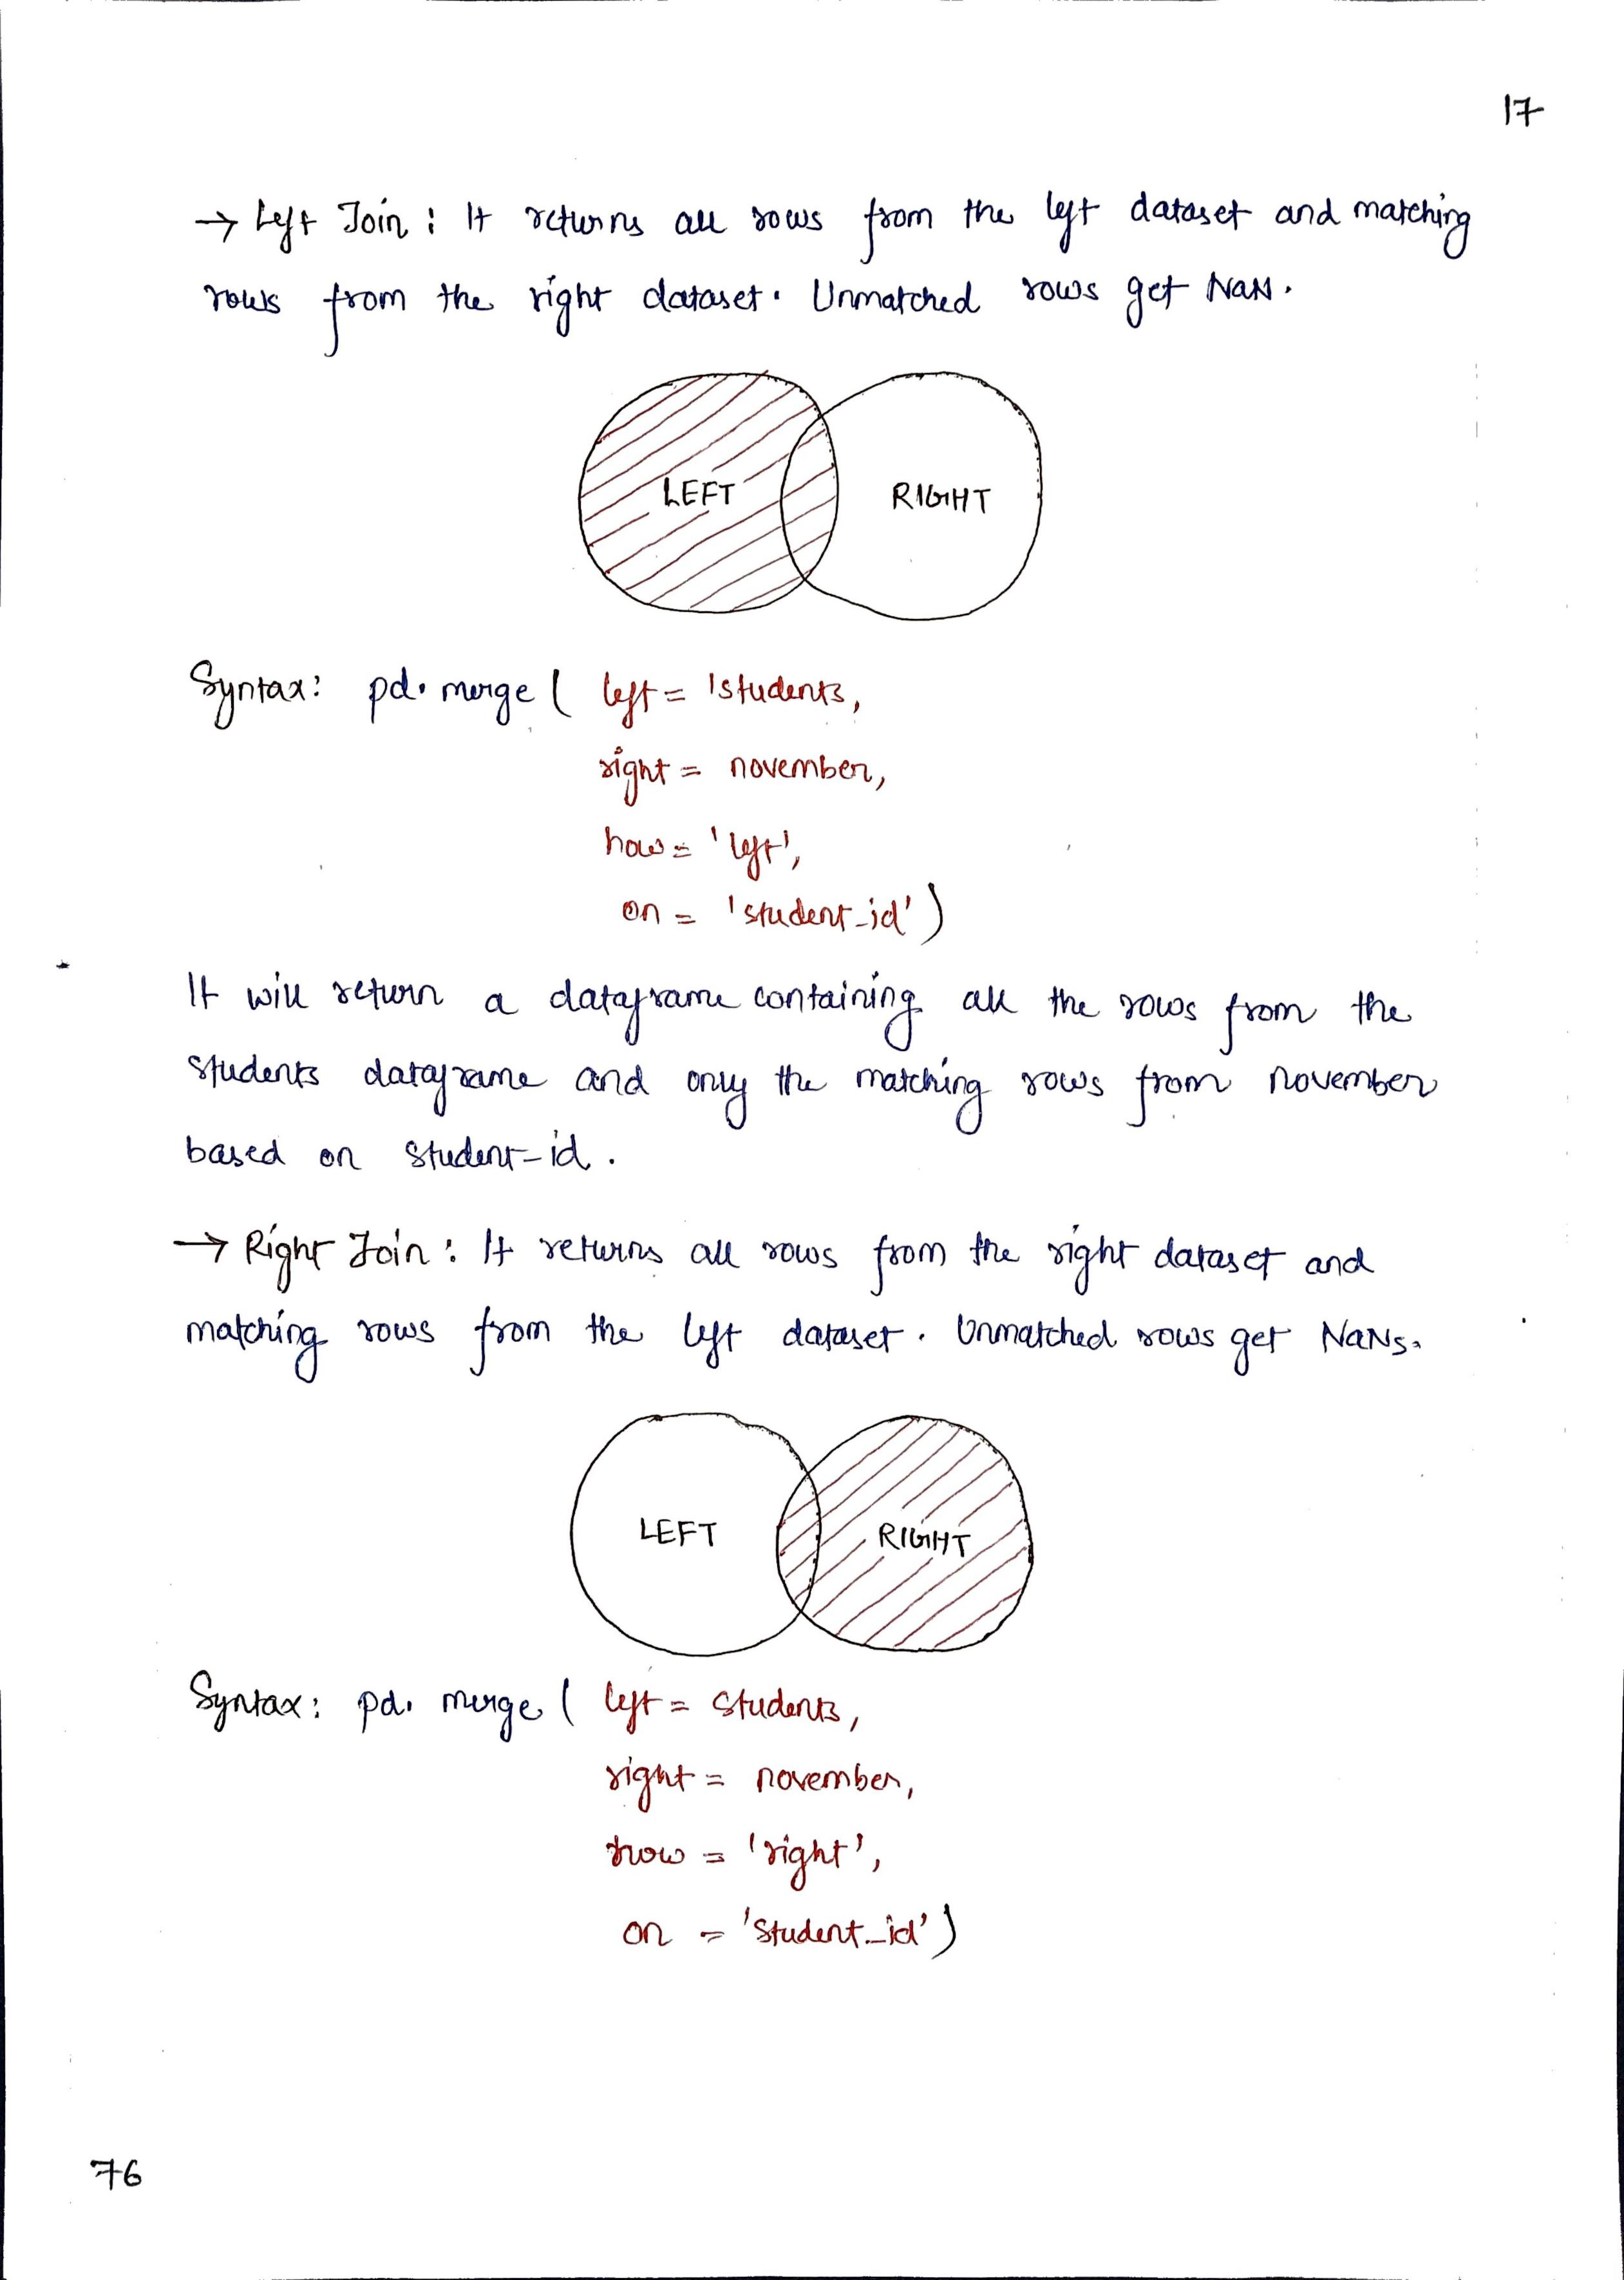 17
→ Left Join : It returns all rows from the left dataset and matching
rows from the right dataset. Unmatched rows get NaN.
LEFT RIGHT
Syntax: pd. merge ( left = 'students,
right = november,
how = 'left',
on = 'student_id')
It will return a dataframe containing all the rows from the
students dataframe and only the matching rows from november
based on student_id.
→ Right Join : It returns all rows from the right dataset and
matching rows from the left dataset. Unmatched rows get NaNs.
LEFT RIGHT
Syntax: pd. merge ( left = students,
right = november,
how = 'right',
on = 'student_id')
76